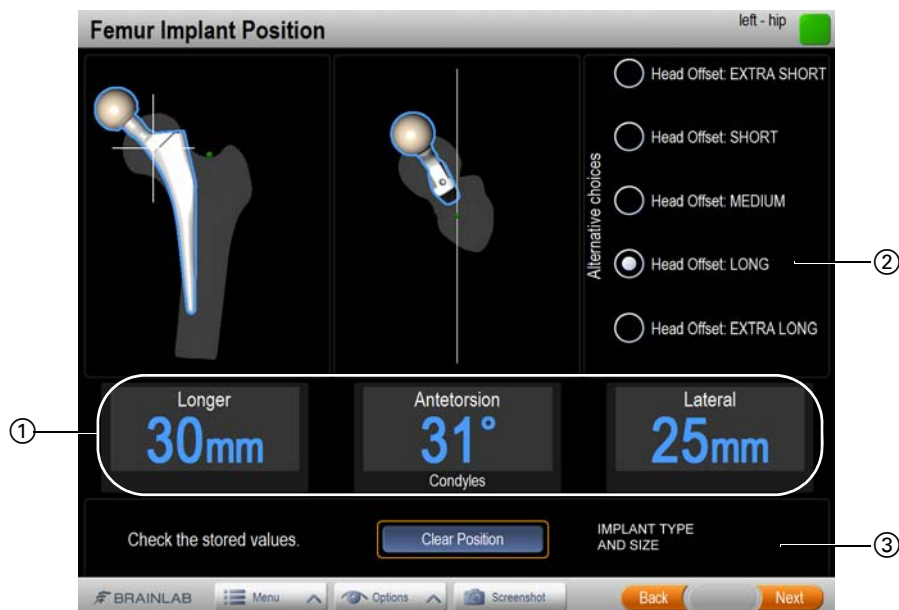 Femur Implant Position
left - hip
Head Offset: EXTRA SHORT
Head Offset: SHORT
Head Offset: MEDIUM
Head Offset: LONG
Head Offset: EXTRA LONG
Alternative choices
②
①
Longer
30mm
Antetorsion
31°
Condyles
Lateral
25mm
Check the stored values.
Clear Position
IMPLANT TYPE
AND SIZE
③
BRAINLAB
Menu
Options
Screenshot
Back
Next